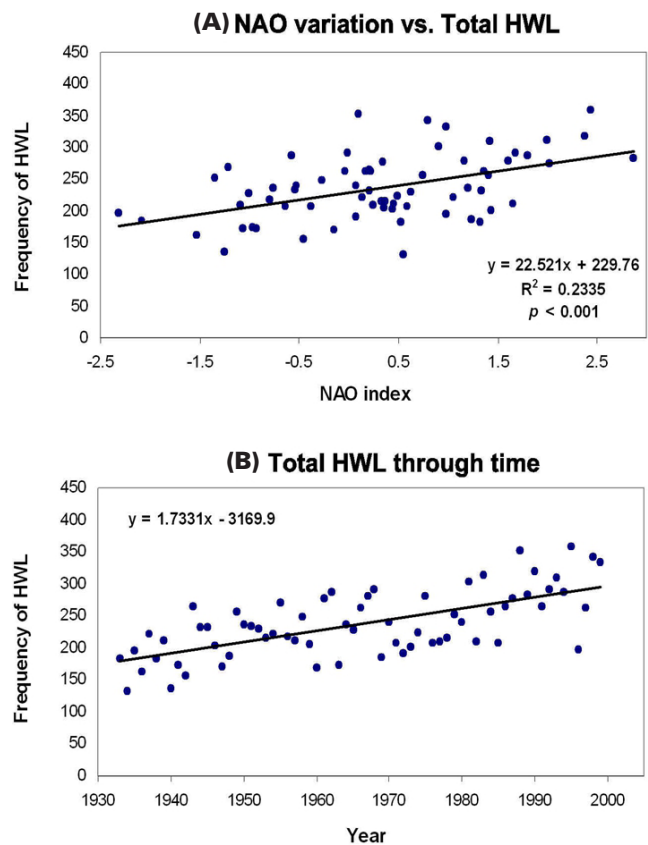 (A) NAO variation vs. Total HWL
450
400
350
300
250
200
150
100
50
0
Frequency of HWL
y = 22.521x + 229.76
R² = 0.2335
p < 0.001
-2.5 -1.5 -0.5 0.5 1.5 2.5
NAO index
(B) Total HWL through time
450
400
350
300
250
200
150
100
50
0
Frequency of HWL
y = 1.7331x - 3169.9
1930 1940 1950 1960 1970 1980 1990 2000
Year